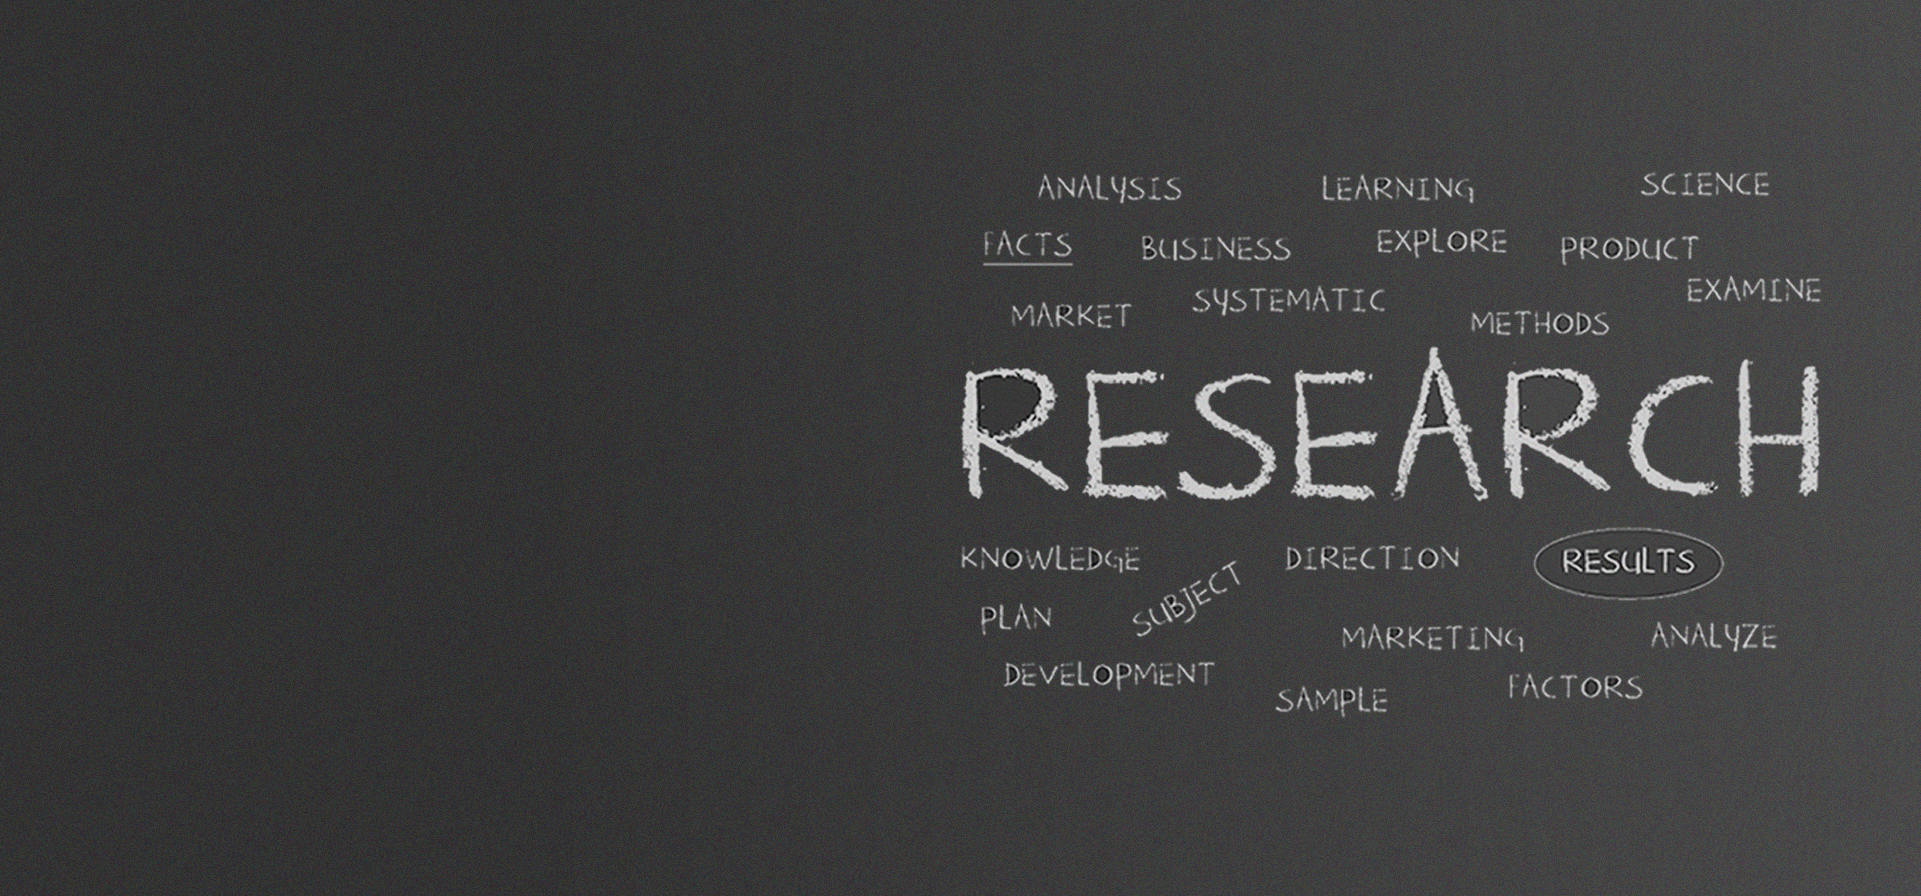 ANALYSIS LEARNING SCIENCE
FACTS BUSINESS EXPLORE PRODUCT
EXAMINE
MARKET SYSTEMATIC METHODS
RESEARCH
KNOWLEDGE DIRECTION RESULTS
PLAN SUBJECT
MARKETING ANALYZE
DEVELOPMENT FACTORS
SAMPLE